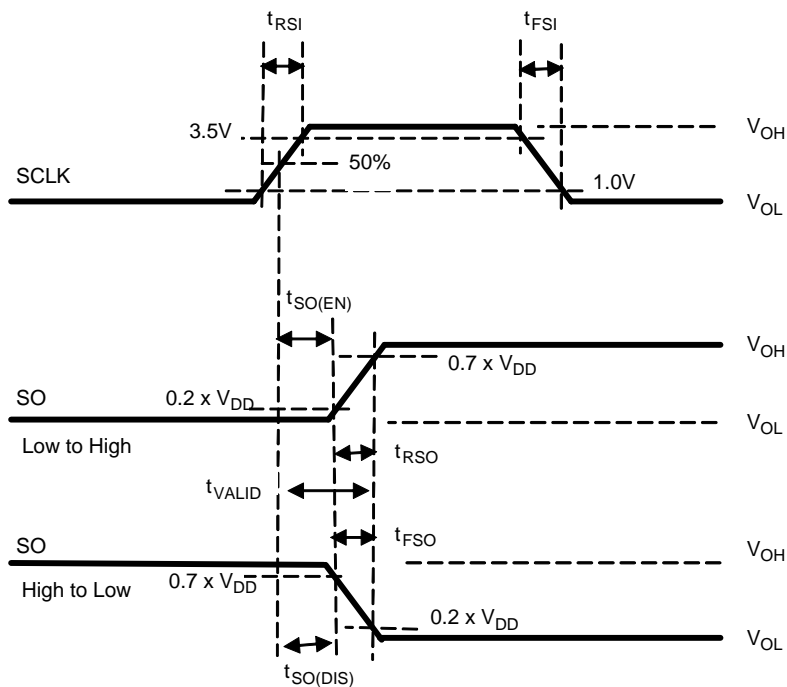 tRSI
tFSI
3.5V
VOH
50%
SCLK
1.0V
VOL
tSO(EN)
VOH
0.7 x VDD
0.2 x VDD
SO
VOL
Low to High
tRSO
tVALID
tFSO
SO
VOH
0.7 x VDD
High to Low
0.2 x VDD
VOL
tSO(DIS)